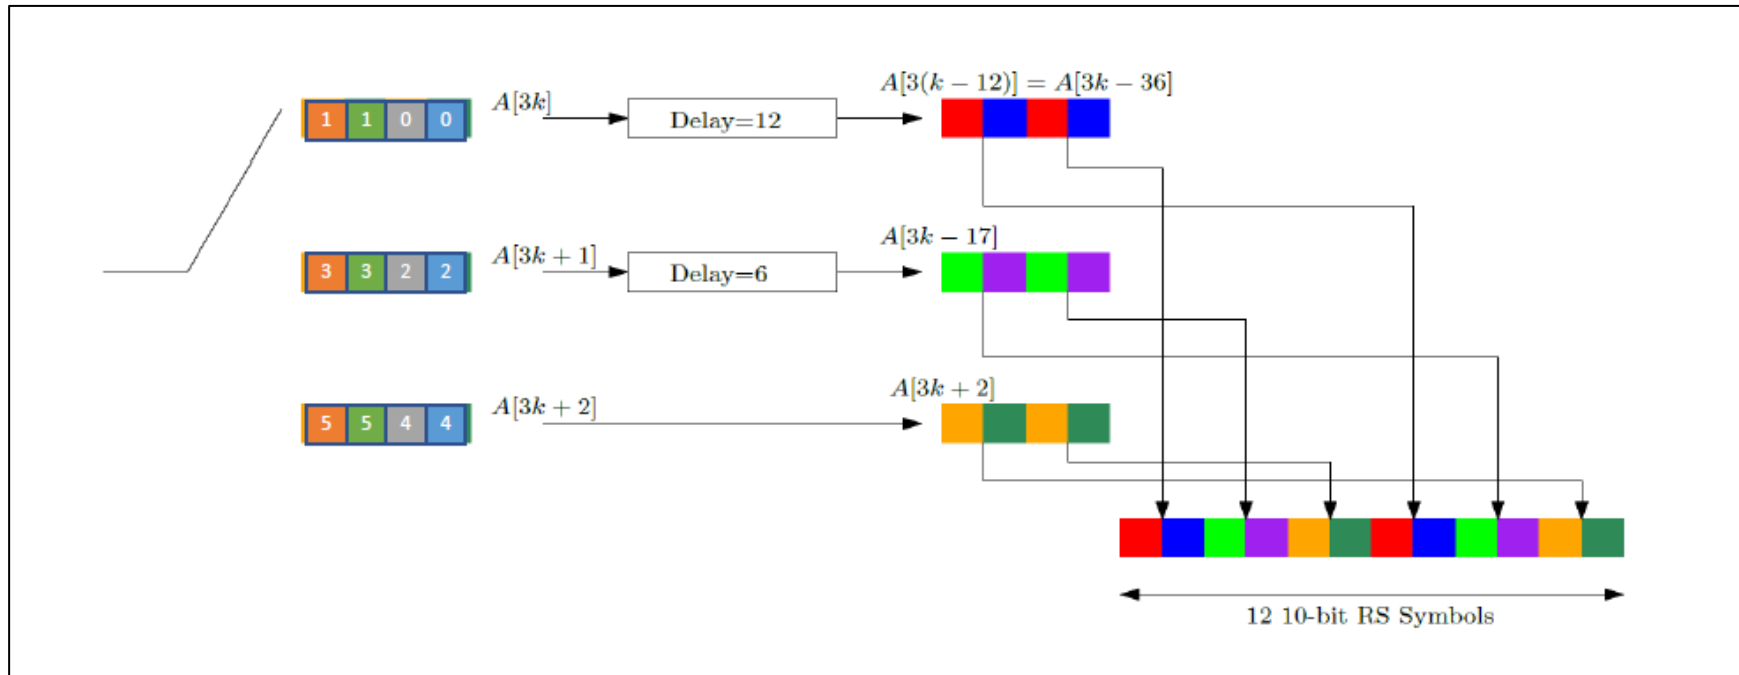 A[3(k − 12)] = A[3k − 36]
1 1 0 0
A[3k]
Delay=12
A[3k − 17]
3 3 2 2
A[3k + 1]
Delay=6
A[3k + 2]
5 5 4 4
A[3k + 2]
12 10-bit RS Symbols